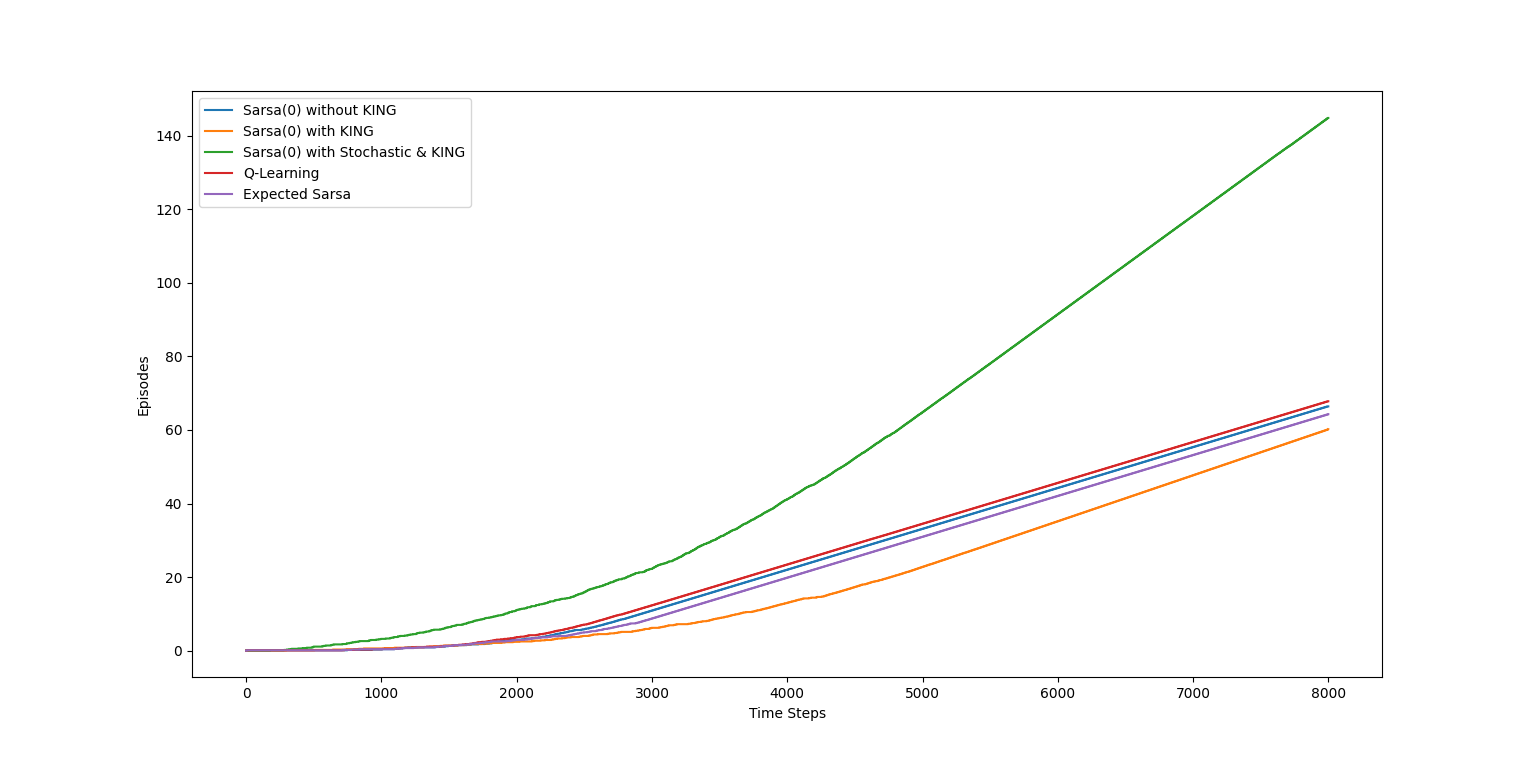 Sarsa(0) without KING
Sarsa(0) with KING
Sarsa(0) with Stochastic & KING
Q-Learning
Expected Sarsa
140
120
100
80
60
40
20
0
Episodes
0 1000 2000 3000 4000 5000 6000 7000 8000
Time Steps